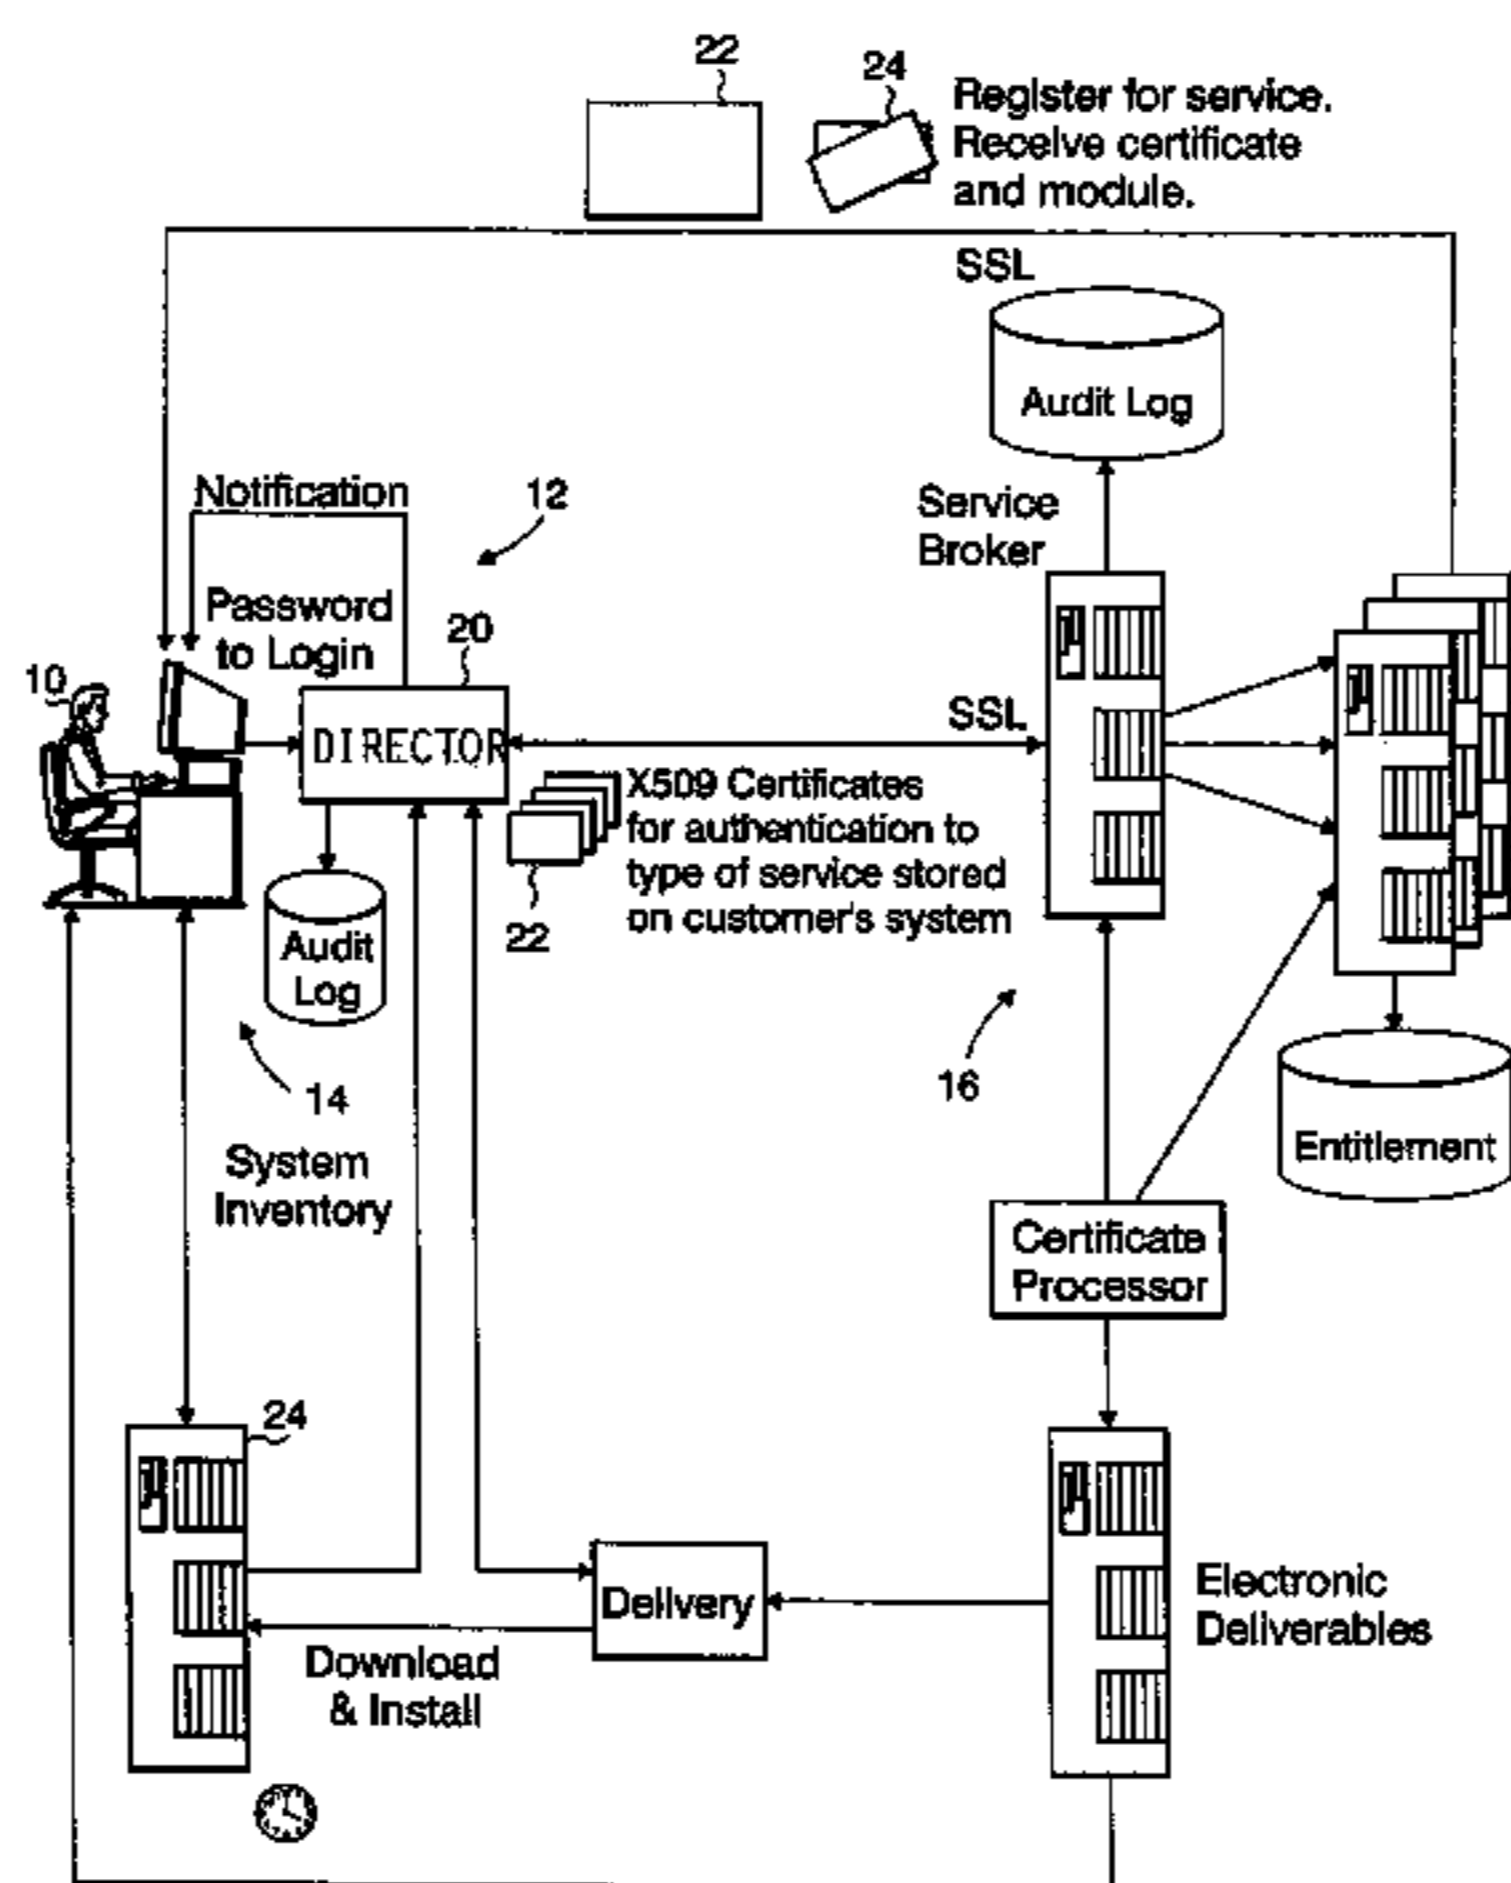 22
24
Register for service.
Receive certificate
and module.
SSL
Audit Log
Notification
12
Service
Broker
Password
to Login
20
10
DIRECTOR
SSL
X509 Certificates
for authentication to
type of service stored
on customer's system
22
Audit
Log
14
16
System
Inventory
Entitlement
Certificate
Processor
24
Delivery
Electronic
Deliverables
Download
& Install